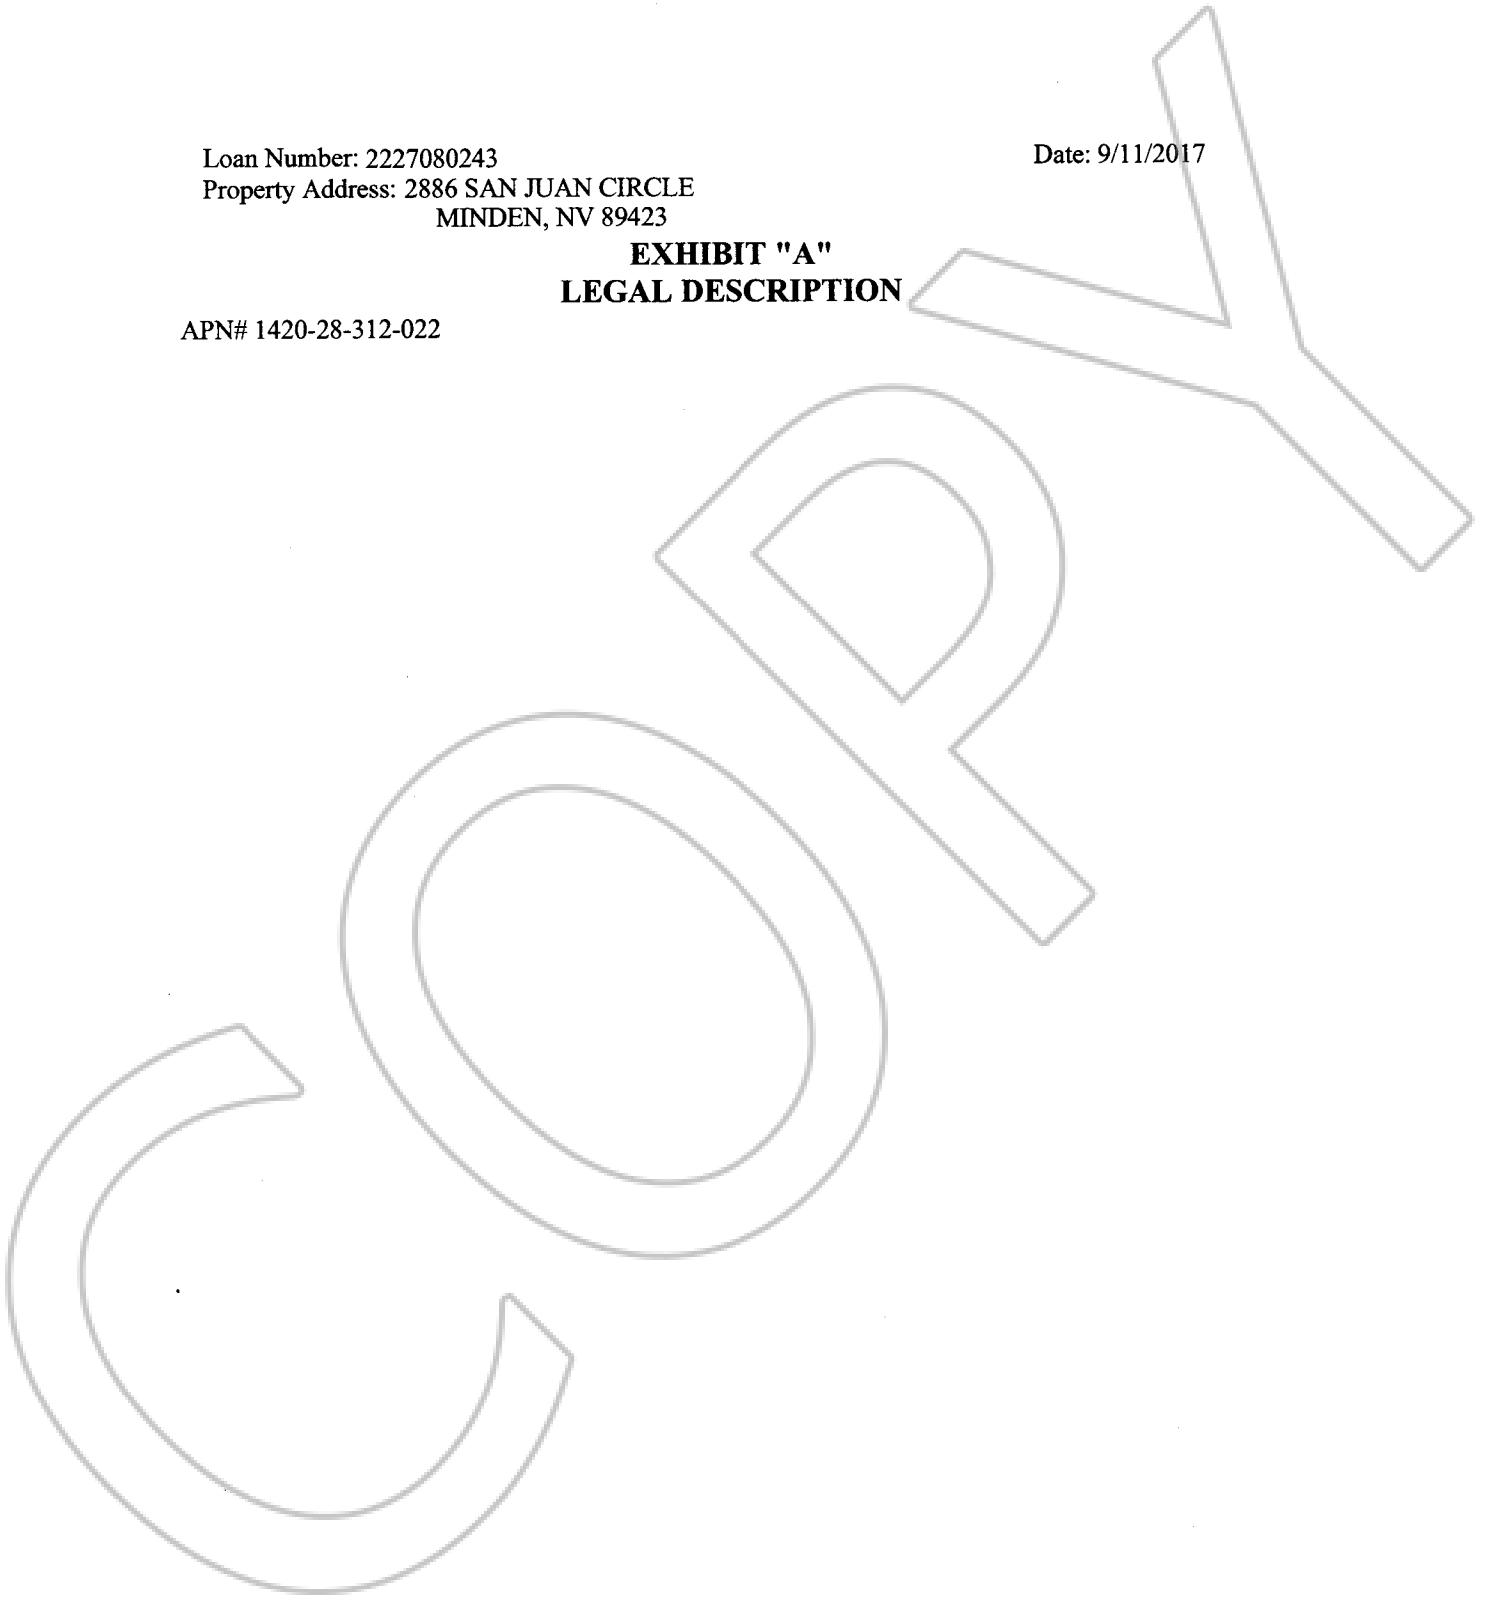 Loan Number: 2227080243
Date: 9/11/2017
Property Address: 2886 SAN JUAN CIRCLE
MINDEN, NV 89423
EXHIBIT "A"
LEGAL DESCRIPTION
APN# 1420-28-312-022
COPY